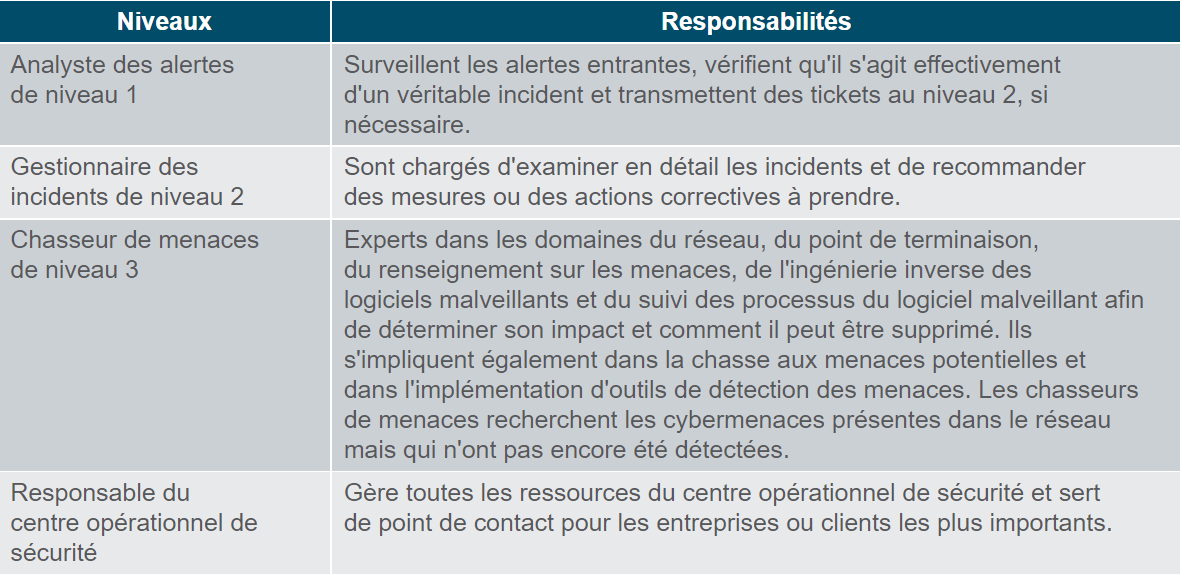 Niveaux
Responsabilités
Analyste des alertes
de niveau 1
Surveillent les alertes entrantes, vérifient qu'il s'agit effectivement
d'un véritable incident et transmettent des tickets au niveau 2, si
nécessaire.
Gestionnaire des
incidents de niveau 2
Sont chargés d'examiner en détail les incidents et de recommander
des mesures ou des actions correctives à prendre.
Chasseur de menaces
de niveau 3
Experts dans les domaines du réseau, du point de terminaison,
du renseignement sur les menaces, de l'ingénierie inverse des
logiciels malveillants et du suivi des processus du logiciel malveillant afin
de déterminer son impact et comment il peut être supprimé. Ils
s'impliquent également dans la chasse aux menaces potentielles et
dans l'implémentation d'outils de détection des menaces. Les chasseurs
de menaces recherchent les cybermenaces présentes dans le réseau
mais qui n'ont pas encore été détectées.
Responsable du
centre opérationnel de
sécurité
Gère toutes les ressources du centre opérationnel de sécurité et sert
de point de contact pour les entreprises ou clients les plus importants.